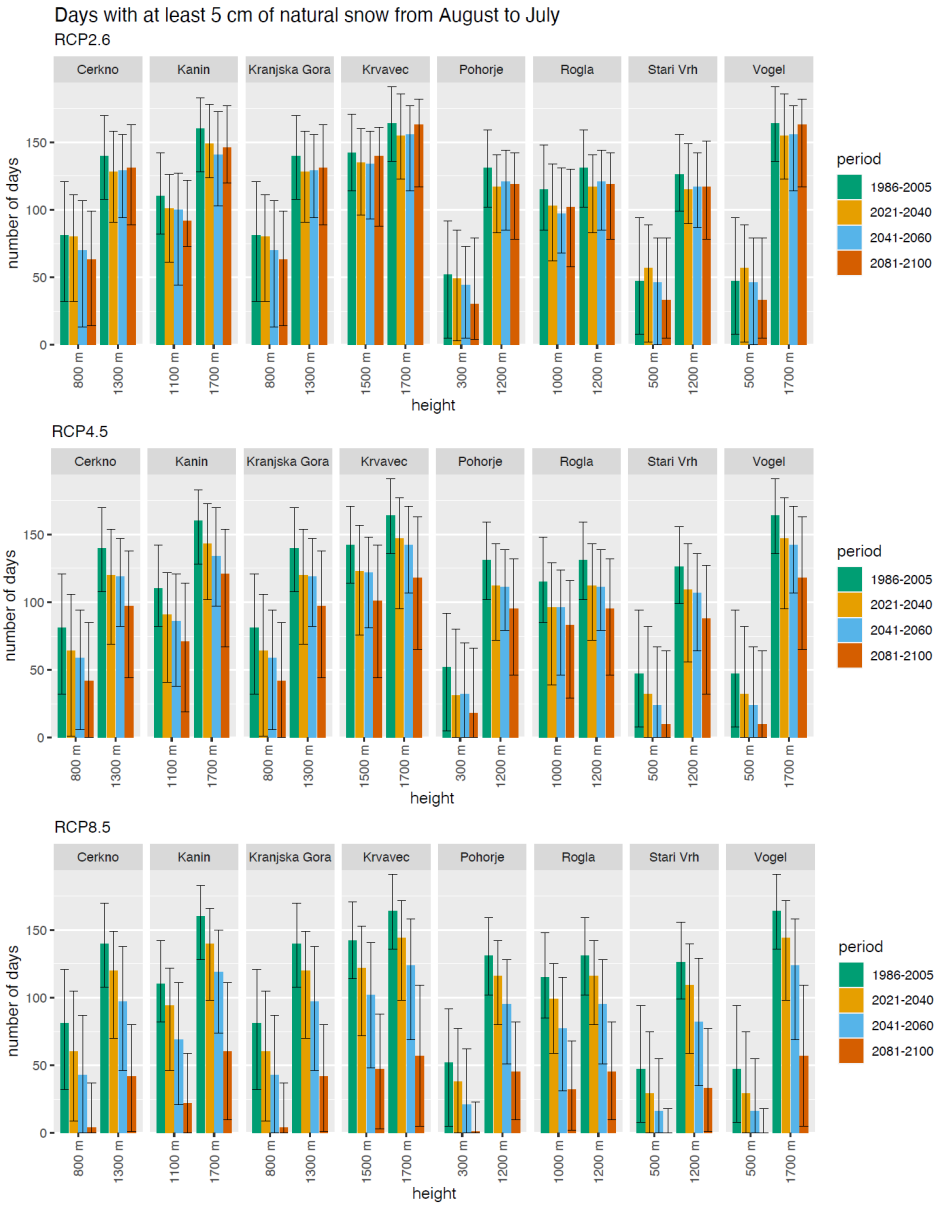 Days with at least 5 cm of natural snow from August to July
RCP2.6
Cerkno Kanin Kranjska Gora Krvavec Pohorje Rogla Stari Vrh Vogel
number of days
150
100
50
0
800 m 1300 m 1100 m 1700 m 800 m 1300 m 1500 m 1700 m 300 m 1200 m 1000 m 1200 m 500 m 1200 m 500 m 1700 m
height
period
1986-2005
2021-2040
2041-2060
2081-2100
RCP4.5
Cerkno Kanin Kranjska Gora Krvavec Pohorje Rogla Stari Vrh Vogel
number of days
150
100
50
0
800 m 1300 m 1100 m 1700 m 800 m 1300 m 1500 m 1700 m 300 m 1200 m 1000 m 1200 m 500 m 1200 m 500 m 1700 m
height
period
1986-2005
2021-2040
2041-2060
2081-2100
RCP8.5
Cerkno Kanin Kranjska Gora Krvavec Pohorje Rogla Stari Vrh Vogel
number of days
150
100
50
0
800 m 1300 m 1100 m 1700 m 800 m 1300 m 1500 m 1700 m 300 m 1200 m 1000 m 1200 m 500 m 1200 m 500 m 1700 m
height
period
1986-2005
2021-2040
2041-2060
2081-2100